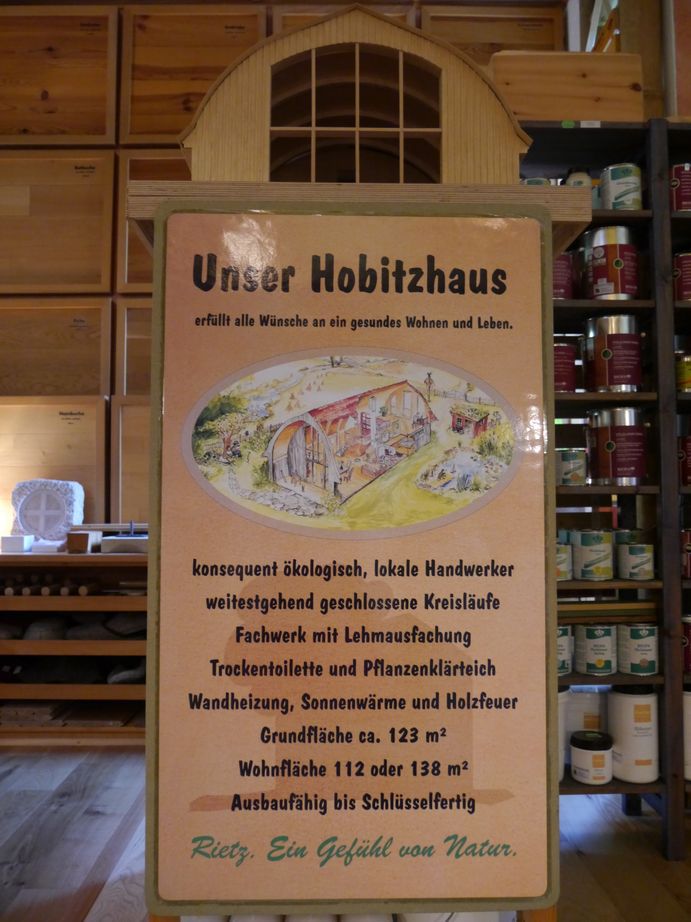 Unser Hobitzhaus
erfüllt alle Wünsche an ein gesundes Wohnen und Leben.
konsequent ökologisch, lokale Handwerker
weitestgehend geschlossene Kreisläufe
Fachwerk mit Lehmausfachung
Trockentoilette und Pflanzenklärteich
Wandheizung, Sonnenwärme und Holzfeuer
Grundfläche ca. 123 m²
Wohnfläche 112 oder 138 m²
Ausbaufähig bis Schlüsselfertig
Rietz. Ein Gefühl von Natur.